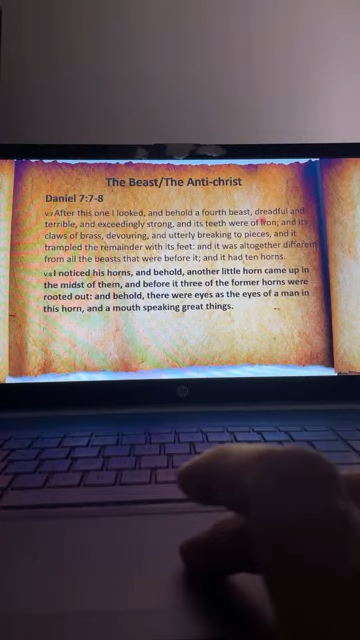 The Beast/The Anti-christ
Daniel 7:7-8
v.7 After this one I looked, and behold a fourth beast, dreadful and
terrible, and exceedingly strong, and its teeth were of iron; and its
claws of brass, devouring, and utterly breaking to pieces, and it
trampled the remainder with its feet: and it was altogether different
from all the beasts that were before it; and it had ten horns.
v.8 I noticed his horns, and behold, another little horn came up in
the midst of them, and before it three of the former horns were
rooted out: and behold, there were eyes as the eyes of a man in
this horn, and a mouth speaking great things.
hp